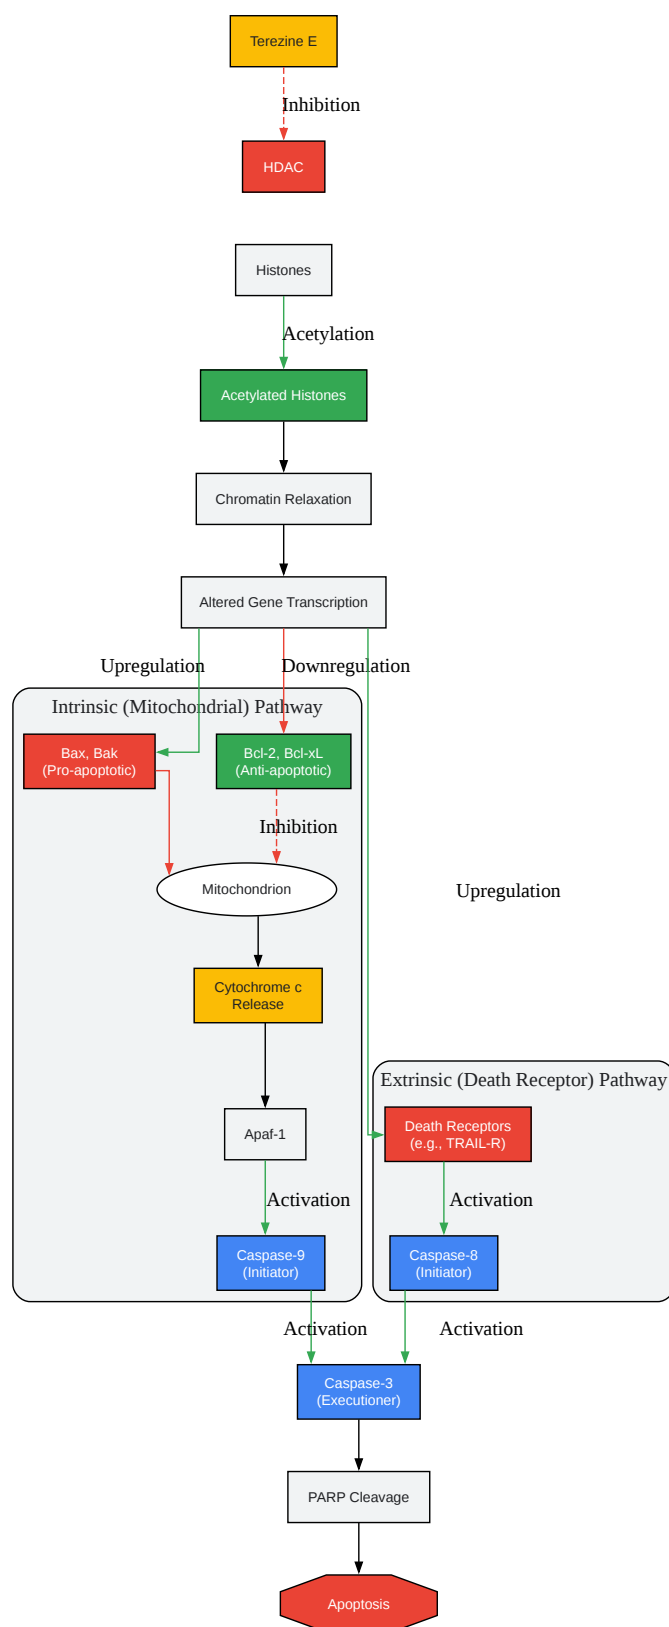 Terezine E
Inhibition
HDAC
Histones
Acetylation
Acetylated Histones
Chromatin Relaxation
Altered Gene Transcription
Upregulation
Downregulation
Intrinsic (Mitochondrial) Pathway
Bax, Bak
(Pro-apoptotic)
Bcl-2, Bcl-xL
(Anti-apoptotic)
Inhibition
Mitochondrion
Upregulation
Cytochrome c
Release
Extrinsic (Death Receptor) Pathway
Apaf-1
Death Receptors
(e.g., TRAIL-R)
Activation
Activation
Caspase-9
(Initiator)
Caspase-8
(Initiator)
Activation
Activation
Caspase-3
(Executioner)
PARP Cleavage
Apoptosis